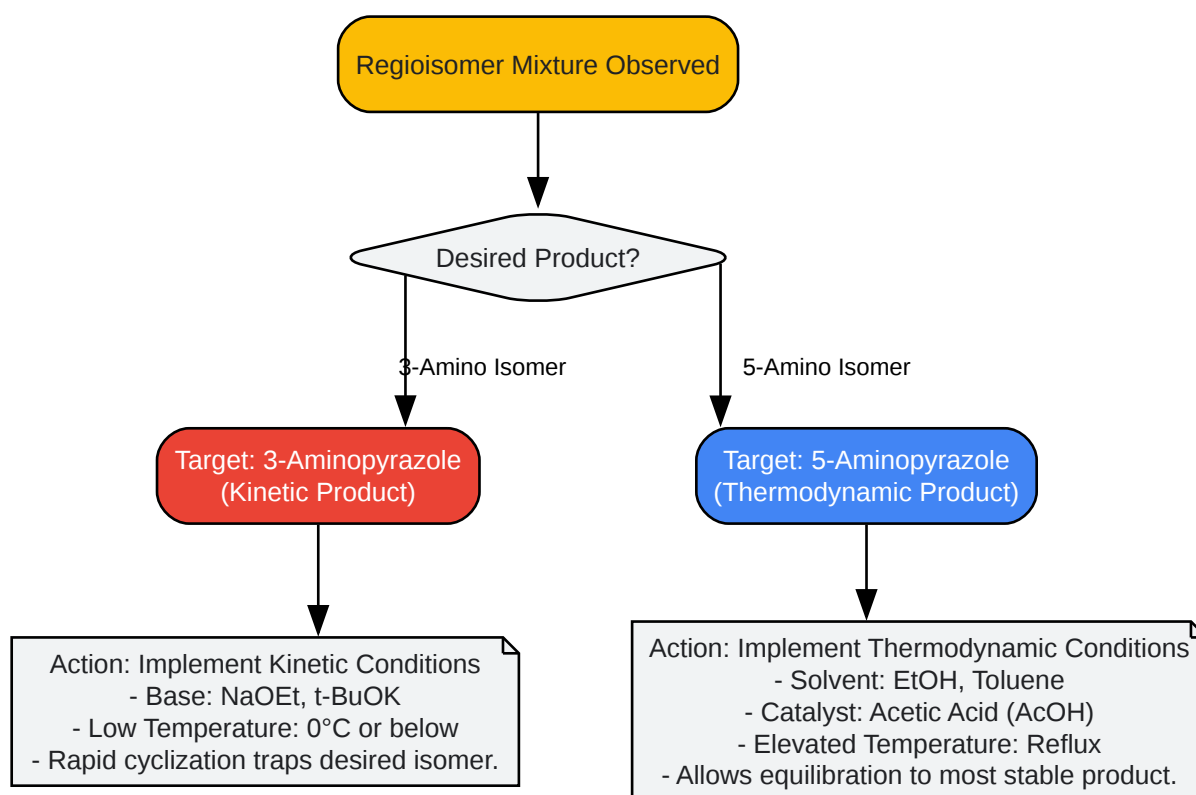 Regioisomer Mixture Observed
Desired Product?
3-Amino Isomer
5-Amino Isomer
Target: 3-Aminopyrazole
(Kinetic Product)
Target: 5-Aminopyrazole
(Thermodynamic Product)
Action: Implement Kinetic Conditions
- Base: NaOEt, t-BuOK
- Low Temperature: 0°C or below
- Rapid cyclization traps desired isomer.
Action: Implement Thermodynamic Conditions
- Solvent: EtOH, Toluene
- Catalyst: Acetic Acid (AcOH)
- Elevated Temperature: Reflux
- Allows equilibration to most stable product.